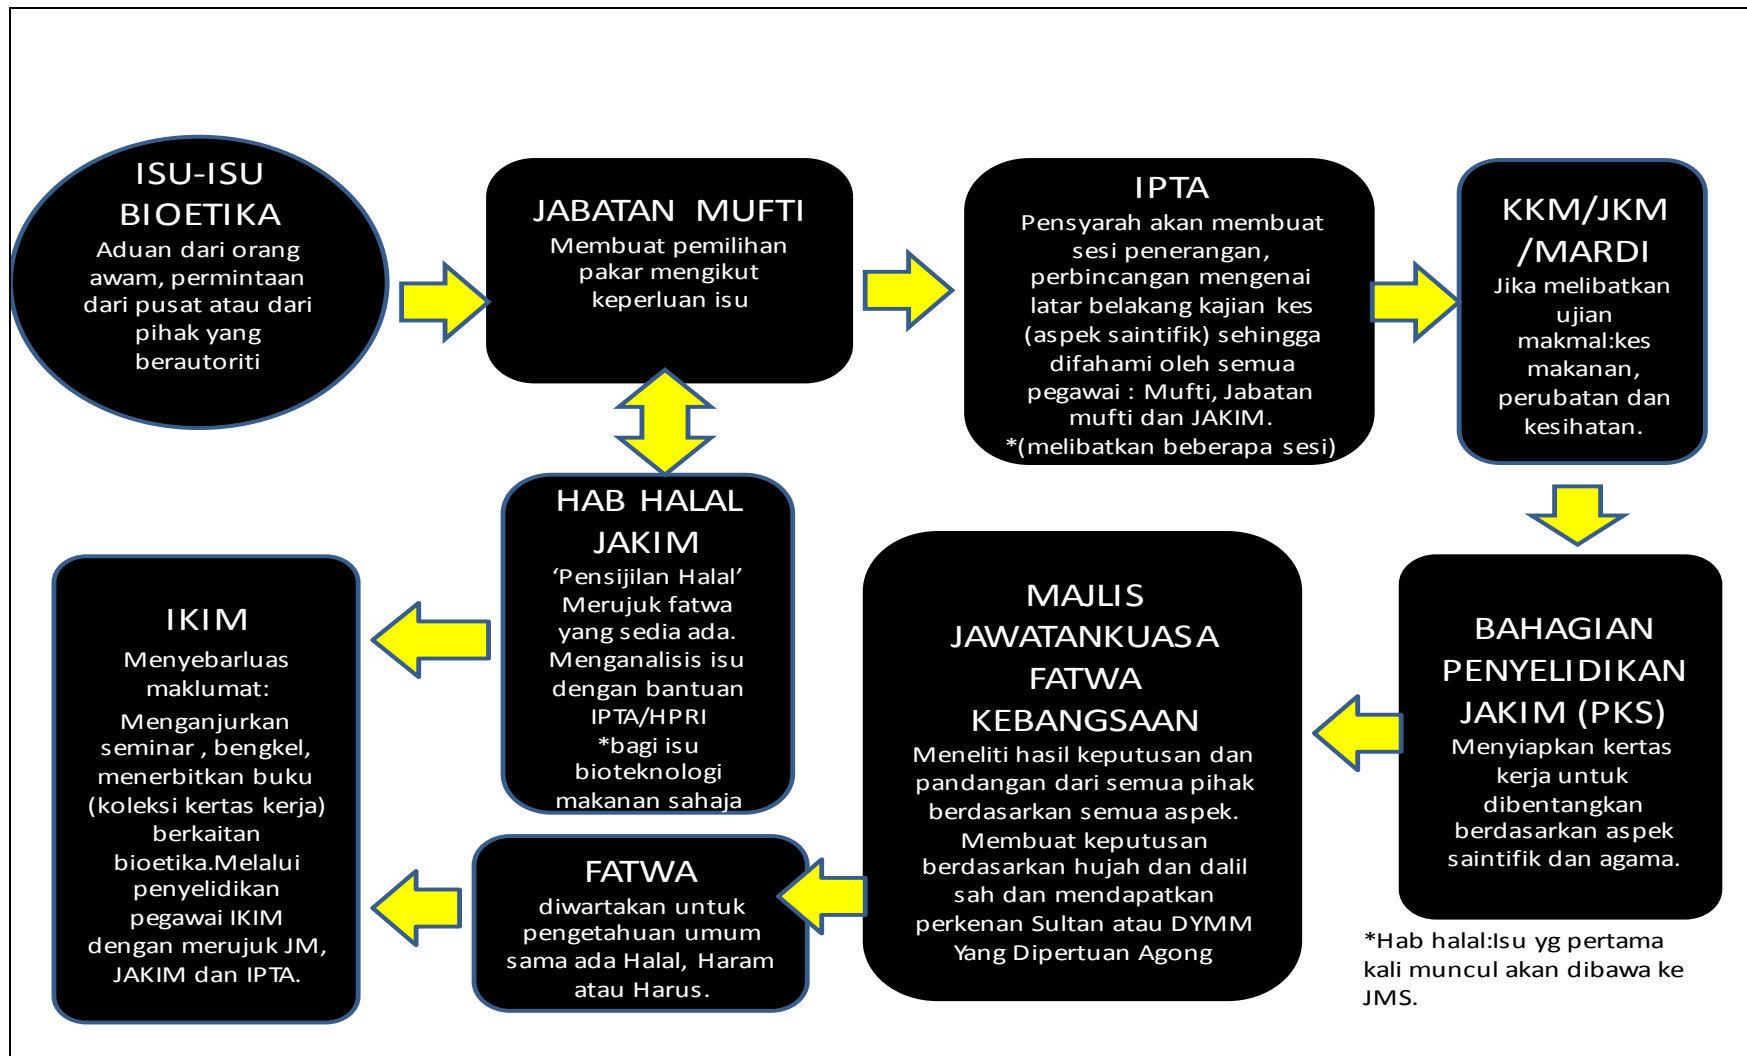 ISU-ISU
BIOETIKA
Aduan dari orang
awam, permintaan
dari pusat atau dari
pihak yang
berautoriti
JABATAN MUFTI
Membuat pemilihan
pakar mengikut
keperluan isu
IPTA
Pensyarah akan membuat
sesi penerangan,
perbincangan mengenai
latar belakang kajian kes
(aspek saintifik) sehingga
difahami oleh semua
pegawai : Mufti, Jabatan
mufti dan JAKIM.
*(melibatkan beberapa sesi)
KKM/JKM
/MARDI
Jika melibatkan
ujian
makmal:kes
makanan,
perubatan dan
kesihatan.
BAHAGIAN
PENYELIDIKAN
JAKIM (PKS)
Menyiapkan kertas
kerja untuk
dibentangkan
berdasarkan aspek
saintifik dan agama.
*Hab halal:Isu yg pertama
kali muncul akan dibawa ke
JMS.
MAJLIS
JAWATANKUASA
FATWA
KEBANGSAAN
Meneliti hasil keputusan dan
pandangan dari semua pihak
berdasarkan semua aspek.
Membuat keputusan
berdasarkan hujah dan dalil
sah dan mendapatkan
perkenan Sultan atau DYMM
Yang Dipertuan Agong
HAB HALAL
JAKIM
‘Pensijilan Halal’
Merujuk fatwa
yang sedia ada.
Menganalisis isu
dengan bantuan
IPTA/HPRI
*bagi isu
bioteknologi
makanan sahaja
FATWA
diwartakan untuk
pengetahuan umum
sama ada Halal, Haram
atau Harus.
IKIM
Menyebarluas
maklumat:
Menganjurkan
seminar , bengkel,
menerbitkan buku
(koleksi kertas kerja)
berkaitan
bioetika.Melalui
penyelidikan
pegawai IKIM
dengan merujuk JM,
JAKIM dan IPTA.